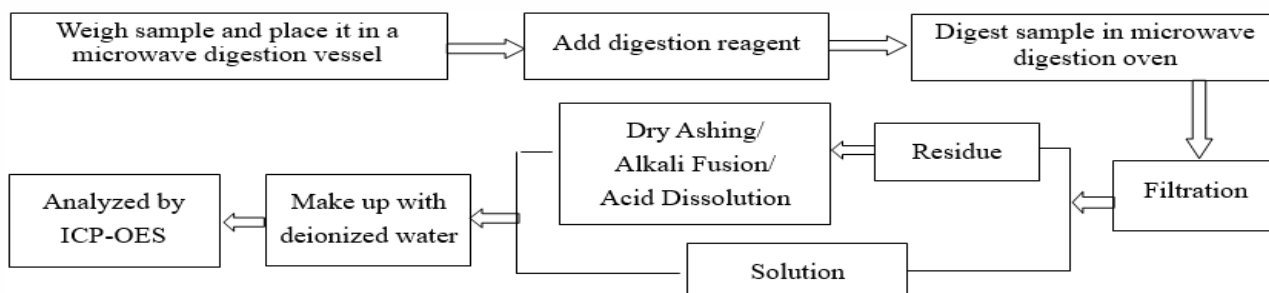 Weigh sample and place it in a
microwave digestion vessel
Add digestion reagent
Digest sample in microwave
digestion oven
Filtration
Residue
Dry Ashing/
Alkali Fusion/
Acid Dissolution
Solution
Make up with
deionized water
Analyzed by
ICP-OES